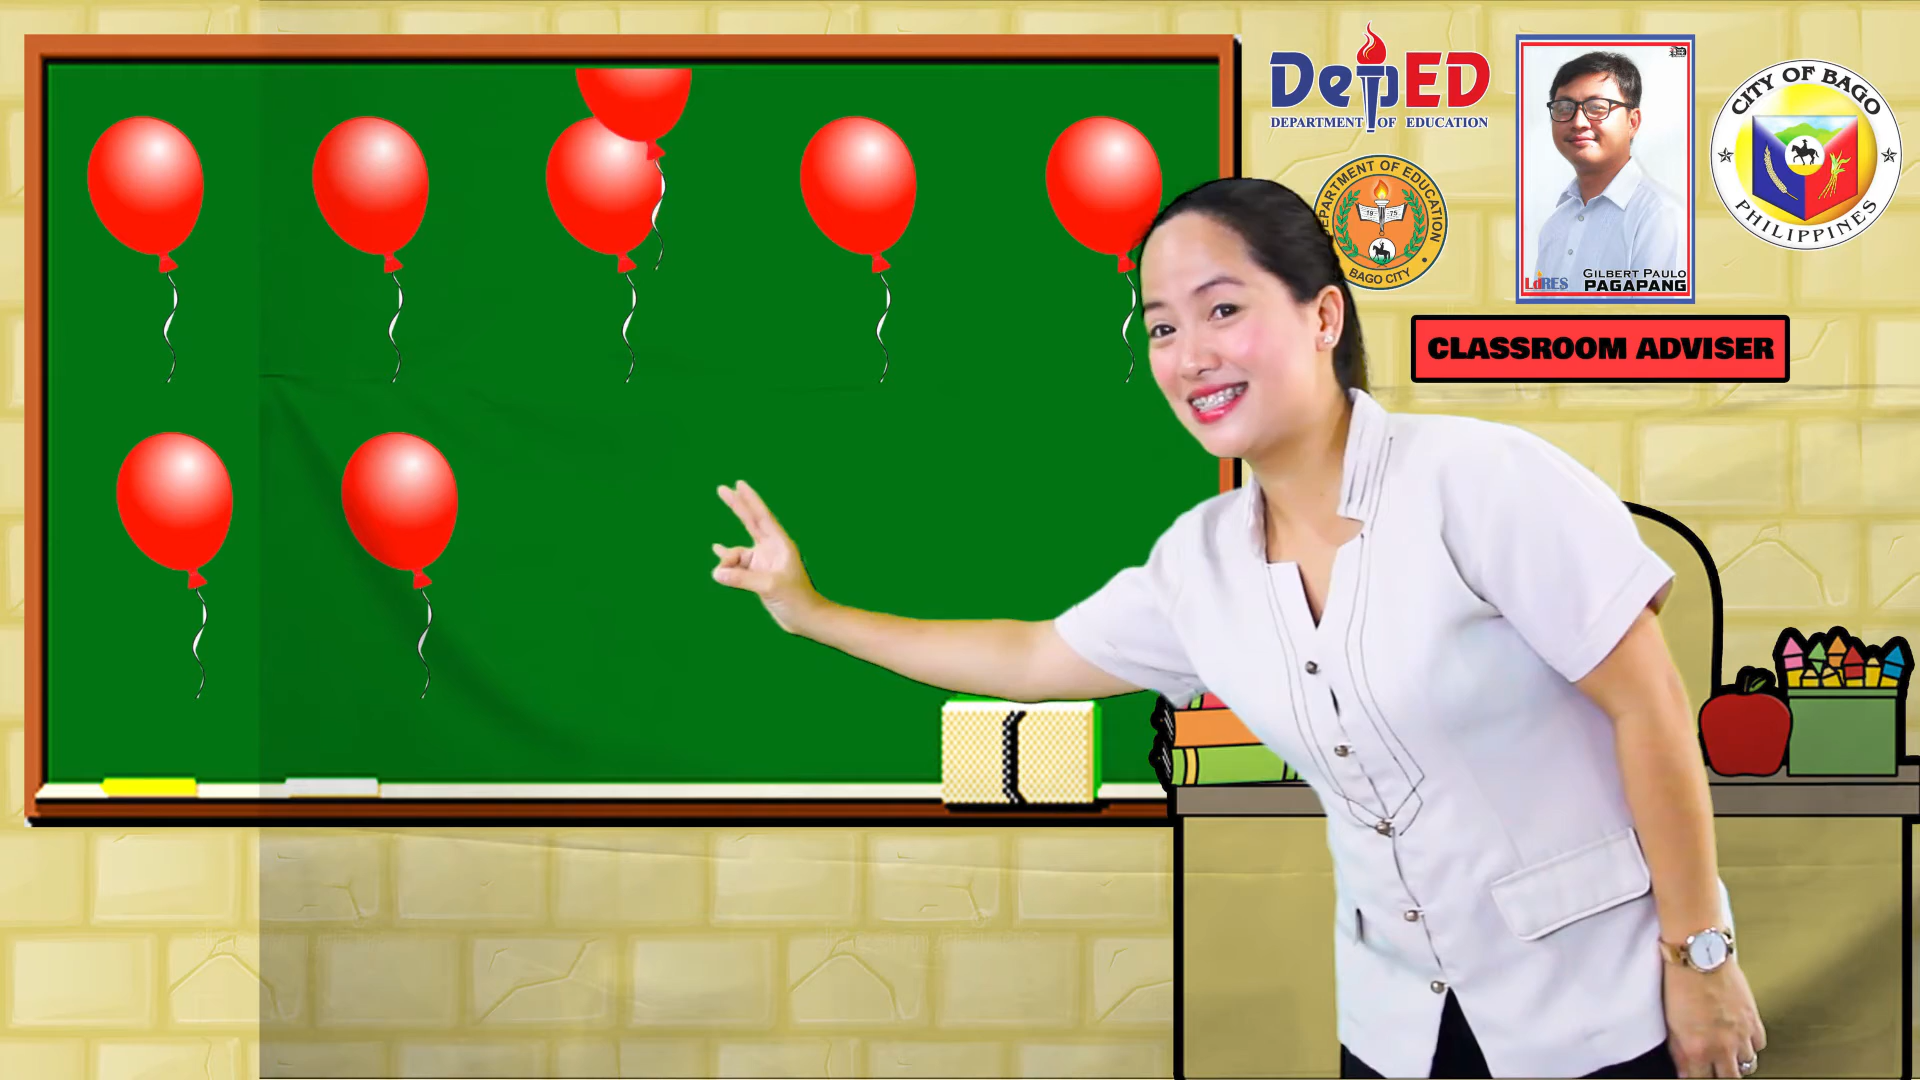 DepED
DEPARTMENT OF EDUCATION
DEPARTMENT OF EDUCATION
1975
BAGO CITY
LdRES
GILBERT PAULO
PAGAPANG
CITY OF BAGO
PHILIPPINES
CLASSROOM ADVISER